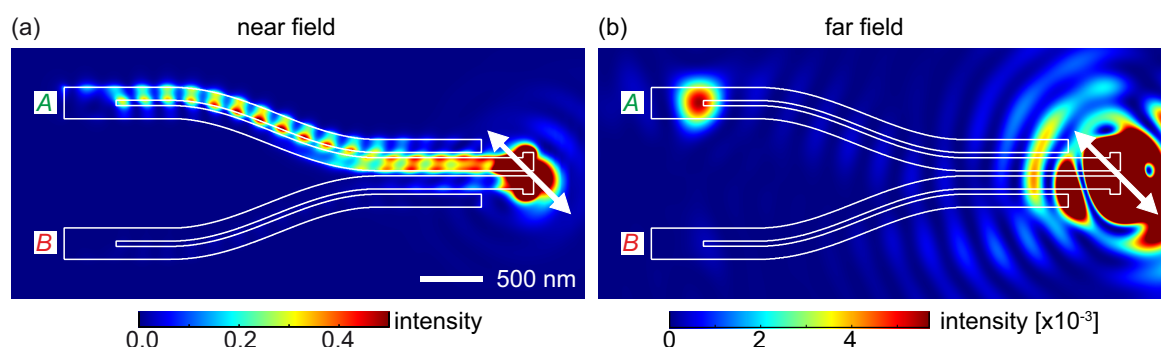 (a) near field
A
B
500 nm
0.0 0.2 0.4 intensity
(b) far field
A
B
0 2 4 intensity [x10⁻³]